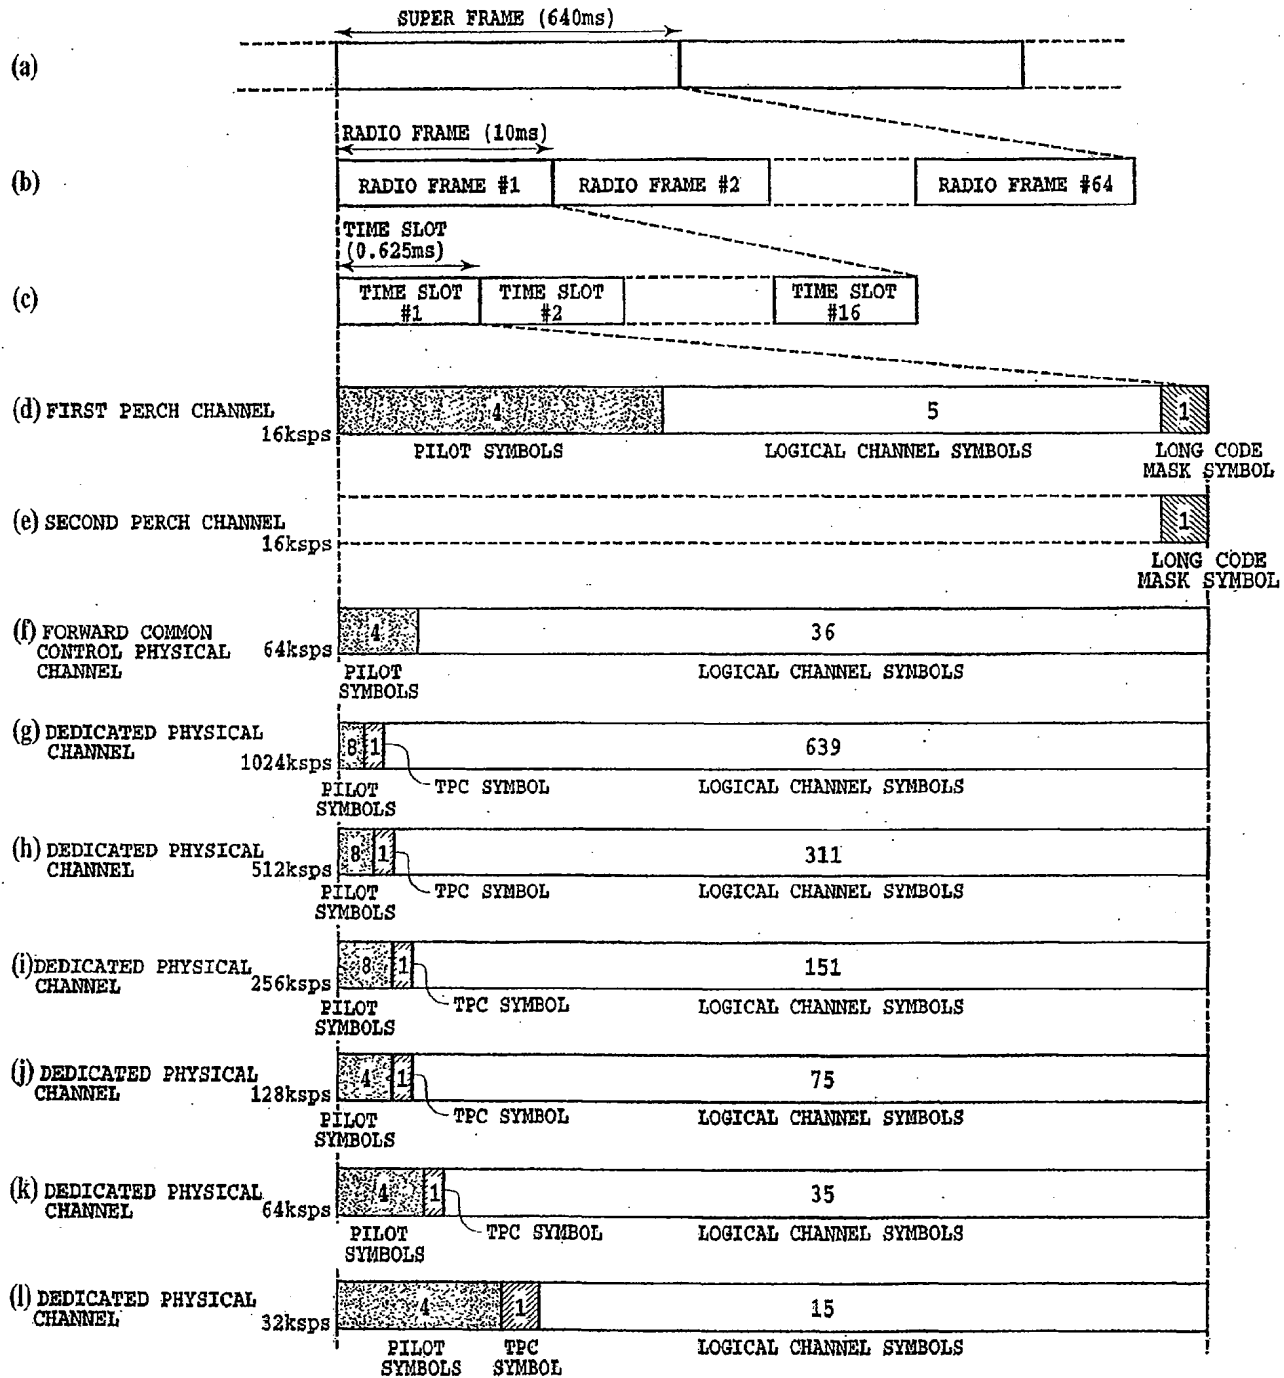 SUPER FRAME (640ms)
(a)
RADIO FRAME (10ms)
(b)
RADIO FRAME #1
RADIO FRAME #2
RADIO FRAME #64
TIME SLOT
(0.625ms)
(c)
TIME SLOT
#1
TIME SLOT
#2
TIME SLOT
#16
(d) FIRST PERCH CHANNEL
16ksps
4
5
1
PILOT SYMBOLS
LOGICAL CHANNEL SYMBOLS
LONG CODE
MASK SYMBOL
(e) SECOND PERCH CHANNEL
16ksps
1
LONG CODE
MASK SYMBOL
(f) FORWARD COMMON
CONTROL PHYSICAL
CHANNEL
64ksps
4
36
PILOT
SYMBOLS
LOGICAL CHANNEL SYMBOLS
(g) DEDICATED PHYSICAL
CHANNEL
1024ksps
8
1
639
PILOT
SYMBOLS
TPC SYMBOL
LOGICAL CHANNEL SYMBOLS
(h) DEDICATED PHYSICAL
CHANNEL
512ksps
8
1
311
PILOT
SYMBOLS
TPC SYMBOL
LOGICAL CHANNEL SYMBOLS
(i) DEDICATED PHYSICAL
CHANNEL
256ksps
8
1
151
PILOT
SYMBOLS
TPC SYMBOL
LOGICAL CHANNEL SYMBOLS
(j) DEDICATED PHYSICAL
CHANNEL
128ksps
4
1
75
PILOT
SYMBOLS
TPC SYMBOL
LOGICAL CHANNEL SYMBOLS
(k) DEDICATED PHYSICAL
CHANNEL
64ksps
4
1
35
PILOT
SYMBOLS
TPC SYMBOL
LOGICAL CHANNEL SYMBOLS
(l) DEDICATED PHYSICAL
CHANNEL
32ksps
4
1
15
PILOT
SYMBOLS
TPC
SYMBOL
LOGICAL CHANNEL SYMBOLS